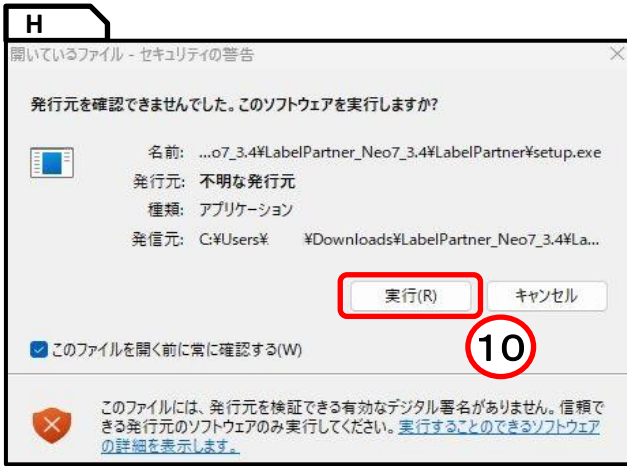 H
開いているファイル - セキュリティの警告
発行元を確認できませんでした。このソフトウェアを実行しますか?
名前: ...o7_3.4¥LabelPartner_Neo7_3.4¥LabelPartner¥setup.exe
発行元: 不明な発行元
種類: アプリケーション
発信元: C:¥Users¥ ¥Downloads¥LabelPartner_Neo7_3.4¥La...
実行(R) キャンセル
10
このファイルを開く前に常に確認する(W)
このファイルには、発行元を検証できる有効なデジタル署名がありません。信頼で
きる発行元のソフトウェアのみ実行してください。実行することのできるソフトウェア
の詳細を表示します。